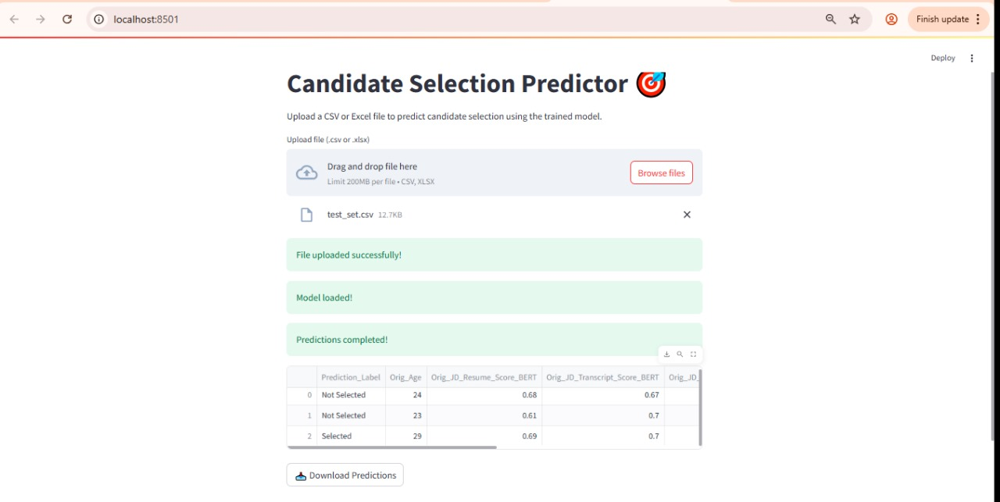 localhost:8501
Finish update
Deploy
Candidate Selection Predictor 🎯
Upload a CSV or Excel file to predict candidate selection using the trained model.
Upload file (.csv or .xlsx)
Drag and drop file here
Limit 200MB per file • CSV, XLSX
Browse files
test_set.csv 12.7KB
File uploaded successfully!
Model loaded!
Predictions completed!
Prediction_Label Orig_Age Orig_JD_Resume_Score_BERT Orig_JD_Transcript_Score_BERT Orig_JD_
0 Not Selected 24 0.68 0.67
1 Not Selected 23 0.61 0.7
2 Selected 29 0.69 0.7
Download Predictions